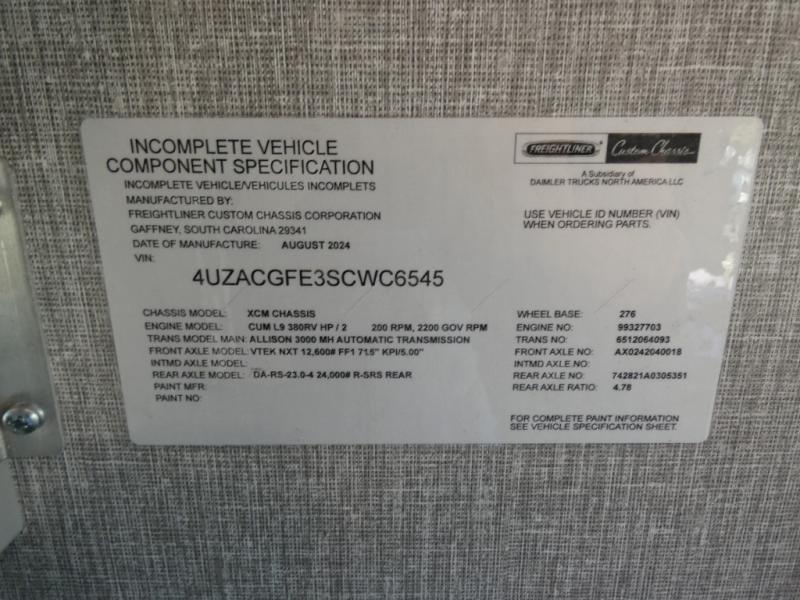 INCOMPLETE VEHICLE
COMPONENT SPECIFICATION
INCOMPLETE VEHICLE/VEHICULES INCOMPLETS
MANUFACTURED BY:
FREIGHTLINER CUSTOM CHASSIS CORPORATION
GAFFNEY, SOUTH CAROLINA 29341
DATE OF MANUFACTURE: AUGUST 2024
VIN:
4UZACGFE3SCWC6545
FREIGHTLINER Custom Chassis
A Subsidiary of
DAIMLER TRUCKS NORTH AMERICA LLC
USE VEHICLE ID NUMBER (VIN)
WHEN ORDERING PARTS.
CHASSIS MODEL: XCM CHASSIS
ENGINE MODEL: CUM L9 380RV HP / 2 200 RPM, 2200 GOV RPM
TRANS MODEL MAIN: ALLISON 3000 MH AUTOMATIC TRANSMISSION
FRONT AXLE MODEL: VTEK NXT 12,600# FF1 71.5" KPI/5.00"
INTMD AXLE MODEL:
REAR AXLE MODEL: DA-RS-23.0-4 24,000# R-SRS REAR
PAINT MFR:
PAINT NO:
WHEEL BASE: 276
ENGINE NO: 99327703
TRANS NO: 6512064093
FRONT AXLE NO: AX0242040018
INTMD AXLE NO:
REAR AXLE NO: 742821A0305351
REAR AXLE RATIO: 4.78
FOR COMPLETE PAINT INFORMATION
SEE VEHICLE SPECIFICATION SHEET.